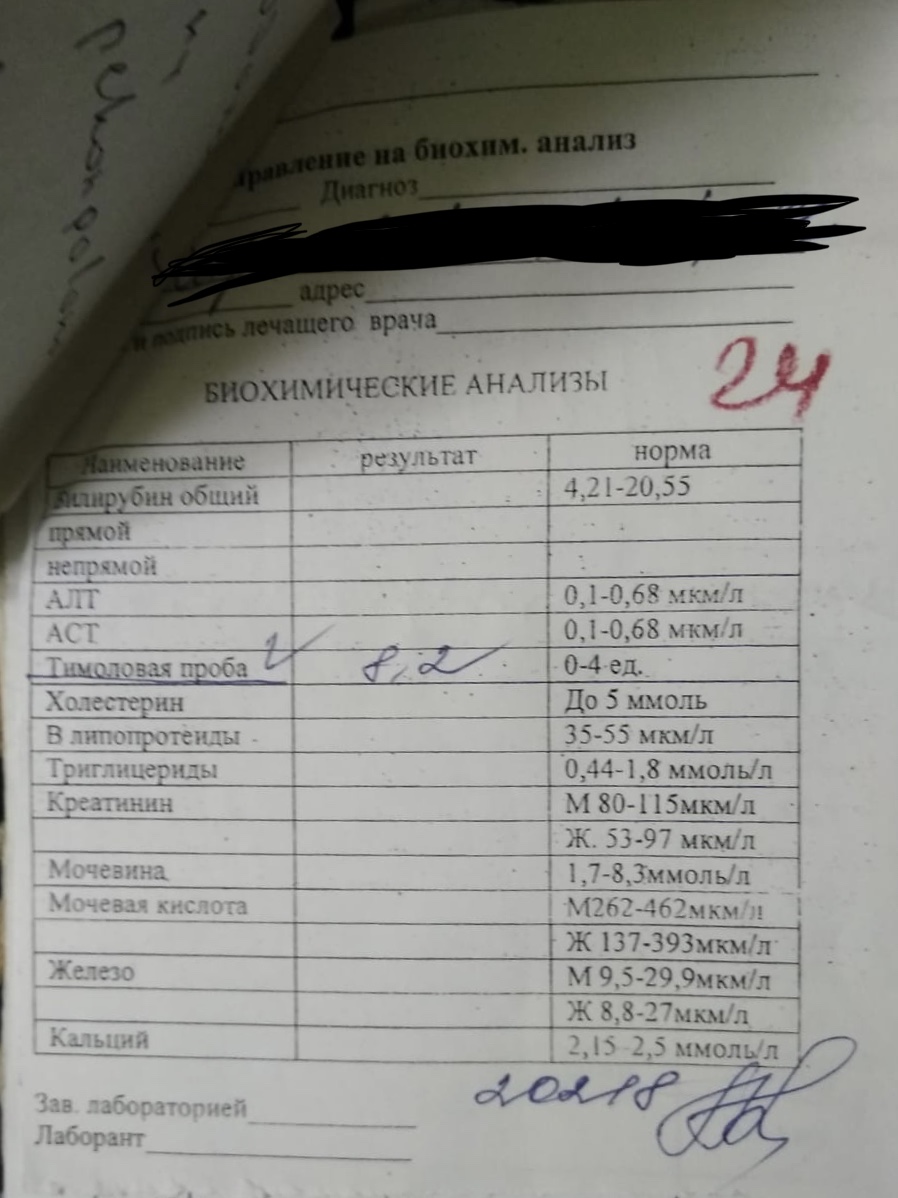 правление на биохим. анализ
Диагноз
адрес
и подпись лечащего врача
24
БИОХИМИЧЕСКИЕ АНАЛИЗЫ
Наименование результат норма
Билирубин общий 4,21-20,55
прямой
непрямой
АЛТ 0,1-0,68 мкм/л
АСТ 0,1-0,68 мкм/л
Тимоловая проба 8,2 0-4 ед.
Холестерин До 5 ммоль
В липопротеиды - 35-55 мкм/л
Триглицериды 0,44-1,8 ммоль/л
Креатинин М 80-115мкм/л
Ж. 53-97 мкм/л
Мочевина 1,7-8,3ммоль/л
Мочевая кислота М262-462мкм/л
Ж 137-393мкм/л
Железо М 9,5-29,9мкм/л
Ж 8,8-27мкм/л
Кальций 2,15-2,5 ммоль/л
20218
Зав. лабораторией
Лаборант